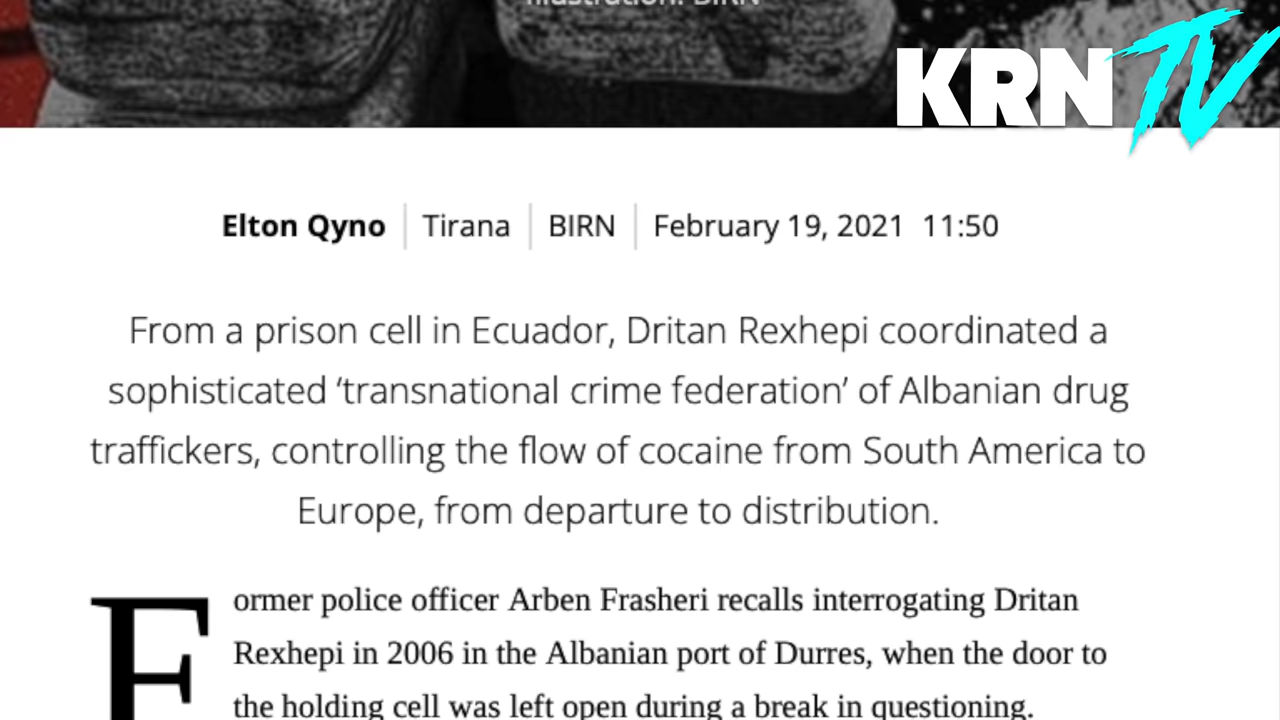 Illustration: BIRN
KRN TV
Elton Qyno | Tirana | BIRN | February 19, 2021 11:50
From a prison cell in Ecuador, Dritan Rexhepi coordinated a
sophisticated ‘transnational crime federation’ of Albanian drug
traffickers, controlling the flow of cocaine from South America to
Europe, from departure to distribution.
Former police officer Arben Frasheri recalls interrogating Dritan
Rexhepi in 2006 in the Albanian port of Durres, when the door to
the holding cell was left open during a break in questioning.